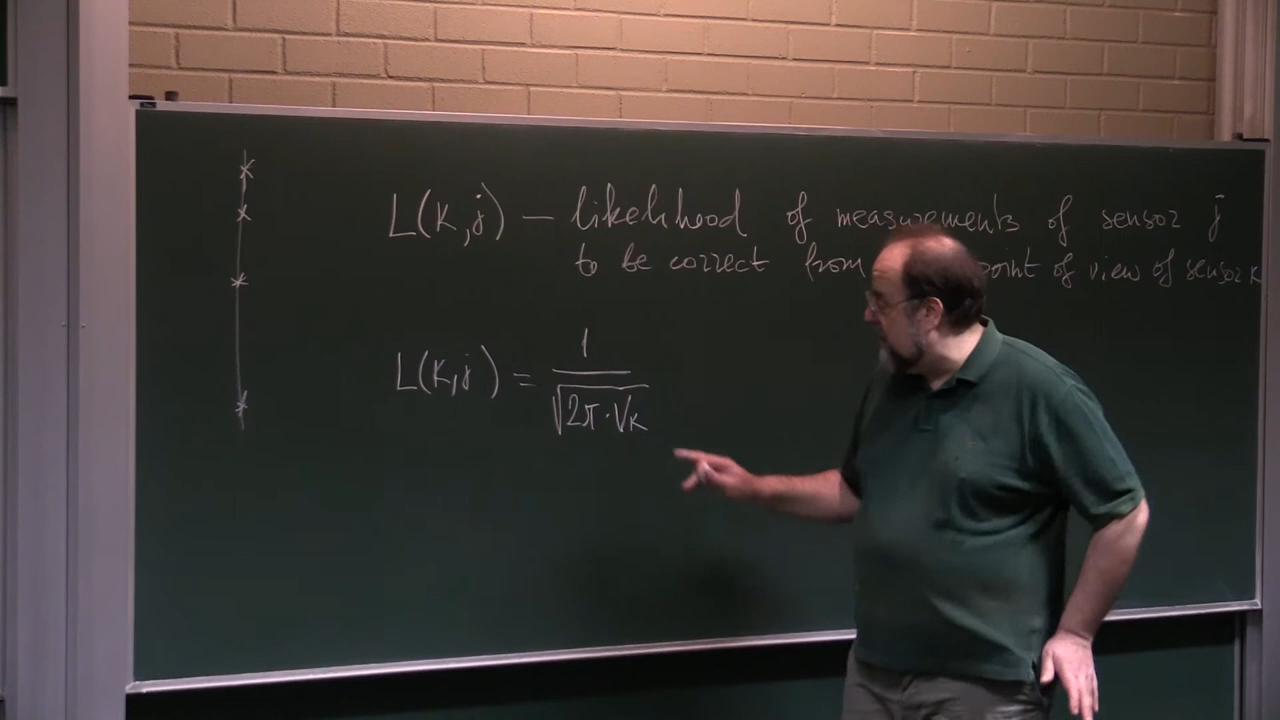 L(k,j) — likelihood of measurements of sensor j
to be correct from point of view of sensor k
L(k,j) = 1 / √2π·Vk